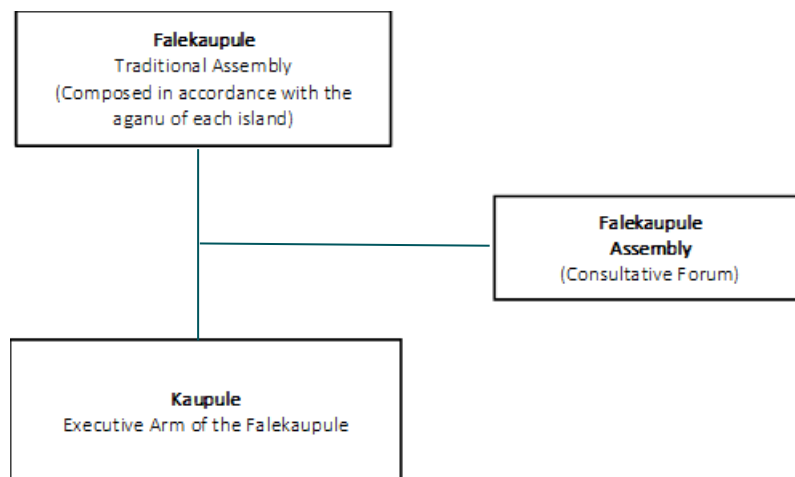 Falekaupule
Traditional Assembly
(Composed in accordance with the
aganu of each island)
Falekaupule
Assembly
(Consultative Forum)
Kaupule
Executive Arm of the Falekaupule